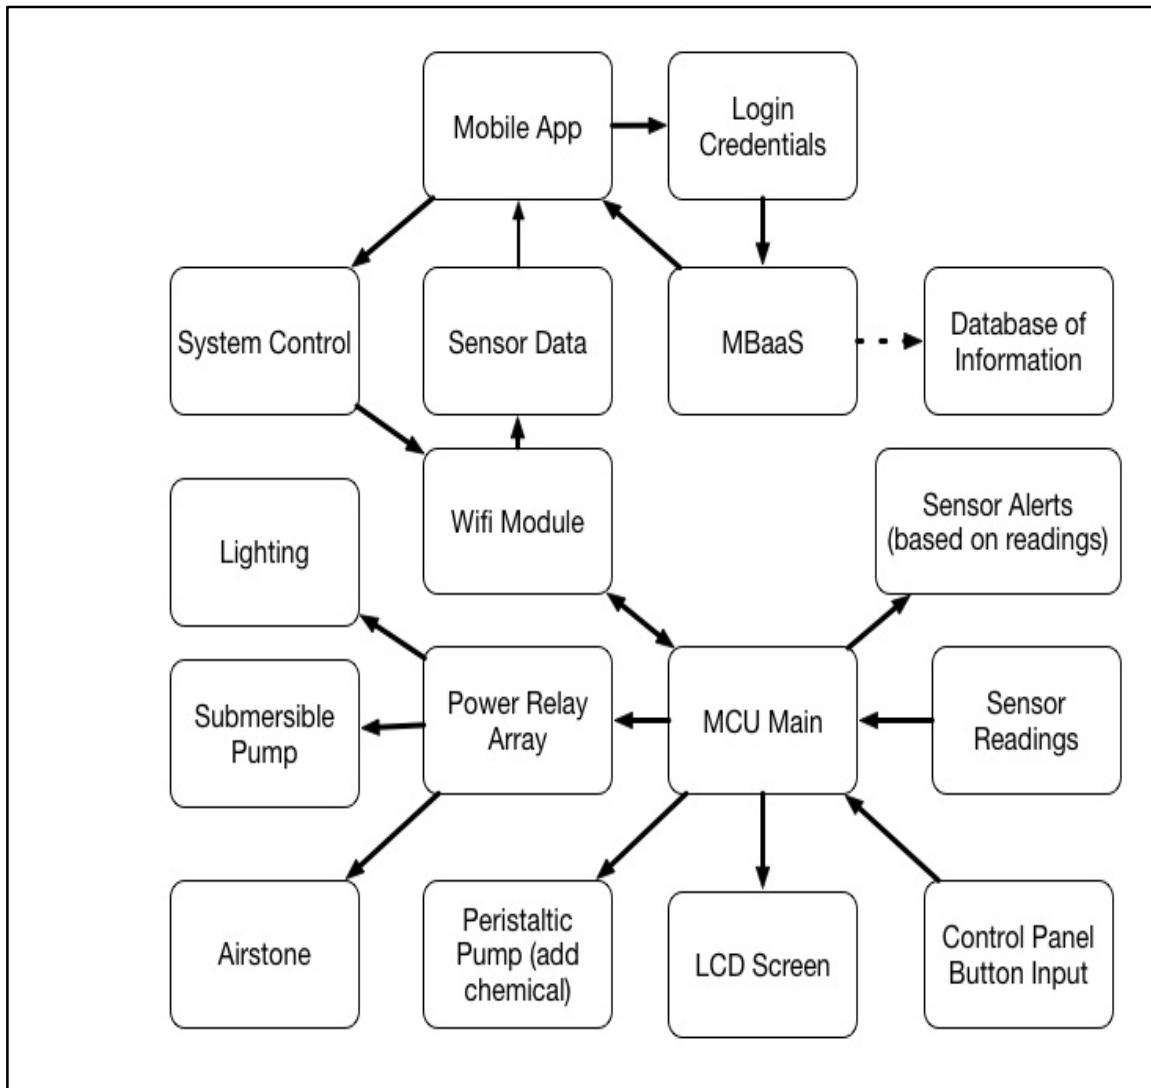 Mobile App
Login
Credentials
System Control
Sensor Data
MBaaS
Database of
Information
Lighting
Wifi Module
Sensor Alerts
(based on readings)
Submersible
Pump
Power Relay
Array
MCU Main
Sensor
Readings
Airstone
Peristaltic
Pump (add
chemical)
LCD Screen
Control Panel
Button Input